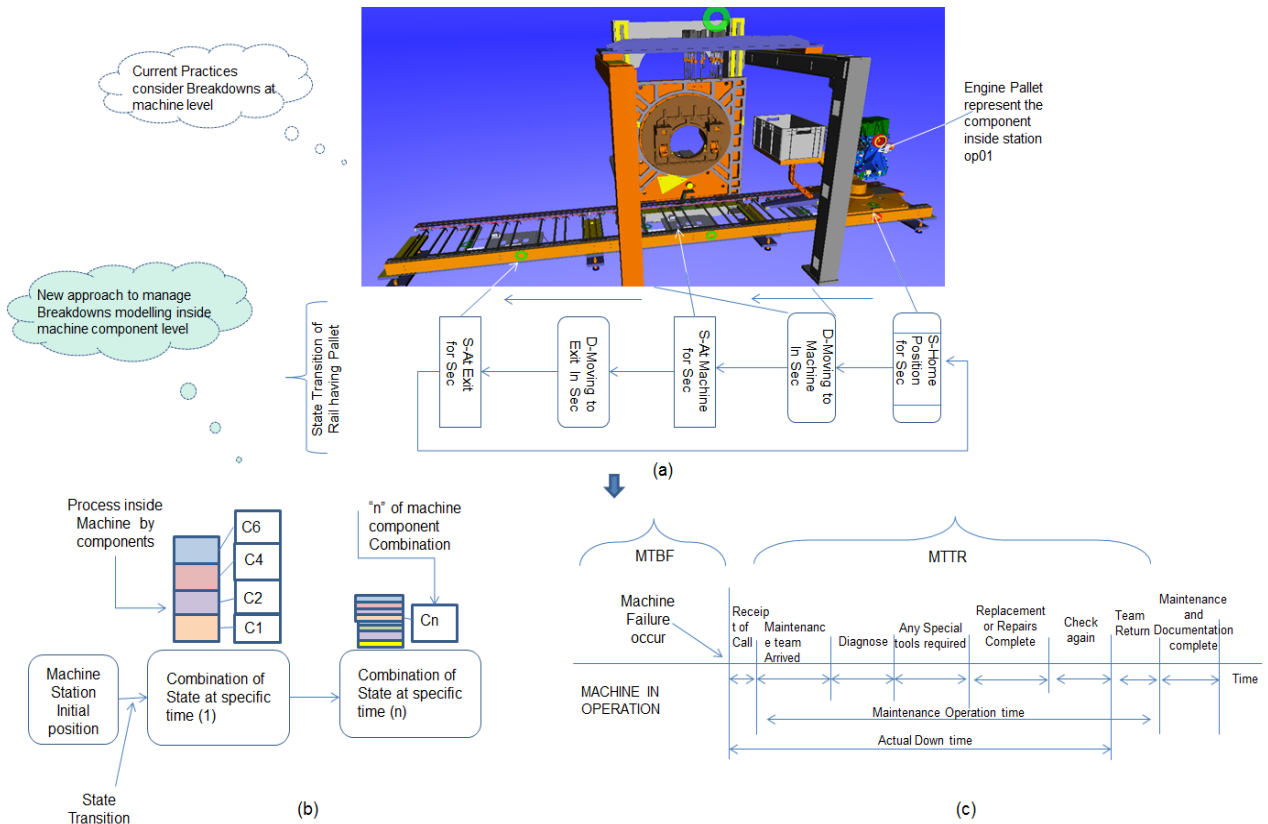 Current Practices
consider Breakdowns at
machine level
Engine Pallet
represent the
component
inside station
op01
New approach to manage
Breakdowns modelling inside
machine component level
State Transition of
Rail having Pallet
S-At Exit
for Sec
D-Moving to
Exit In Sec
S-At Machine
for Sec
D-Moving to
Machine
In Sec
S-Home
Position
for Sec
(a)
Process inside
Machine by
components
C6
C4
C2
C1
"n" of machine
component
Combination
Cn
Machine
Station
Initial
position
Combination of
State at specific
time (1)
Combination of
State at specific
time (n)
State
Transition
(b)
MTBF
MTTR
Machine
Failure
occur
Receip
t of
Call
Maintenanc
e team
Arrived
Diagnose
Any Special
tools required
Replacement
or Repairs
Complete
Check
again
Team
Return
Maintenance
and
Documentation
complete
Time
MACHINE IN
OPERATION
Maintenance Operation time
Actual Down time
(c)